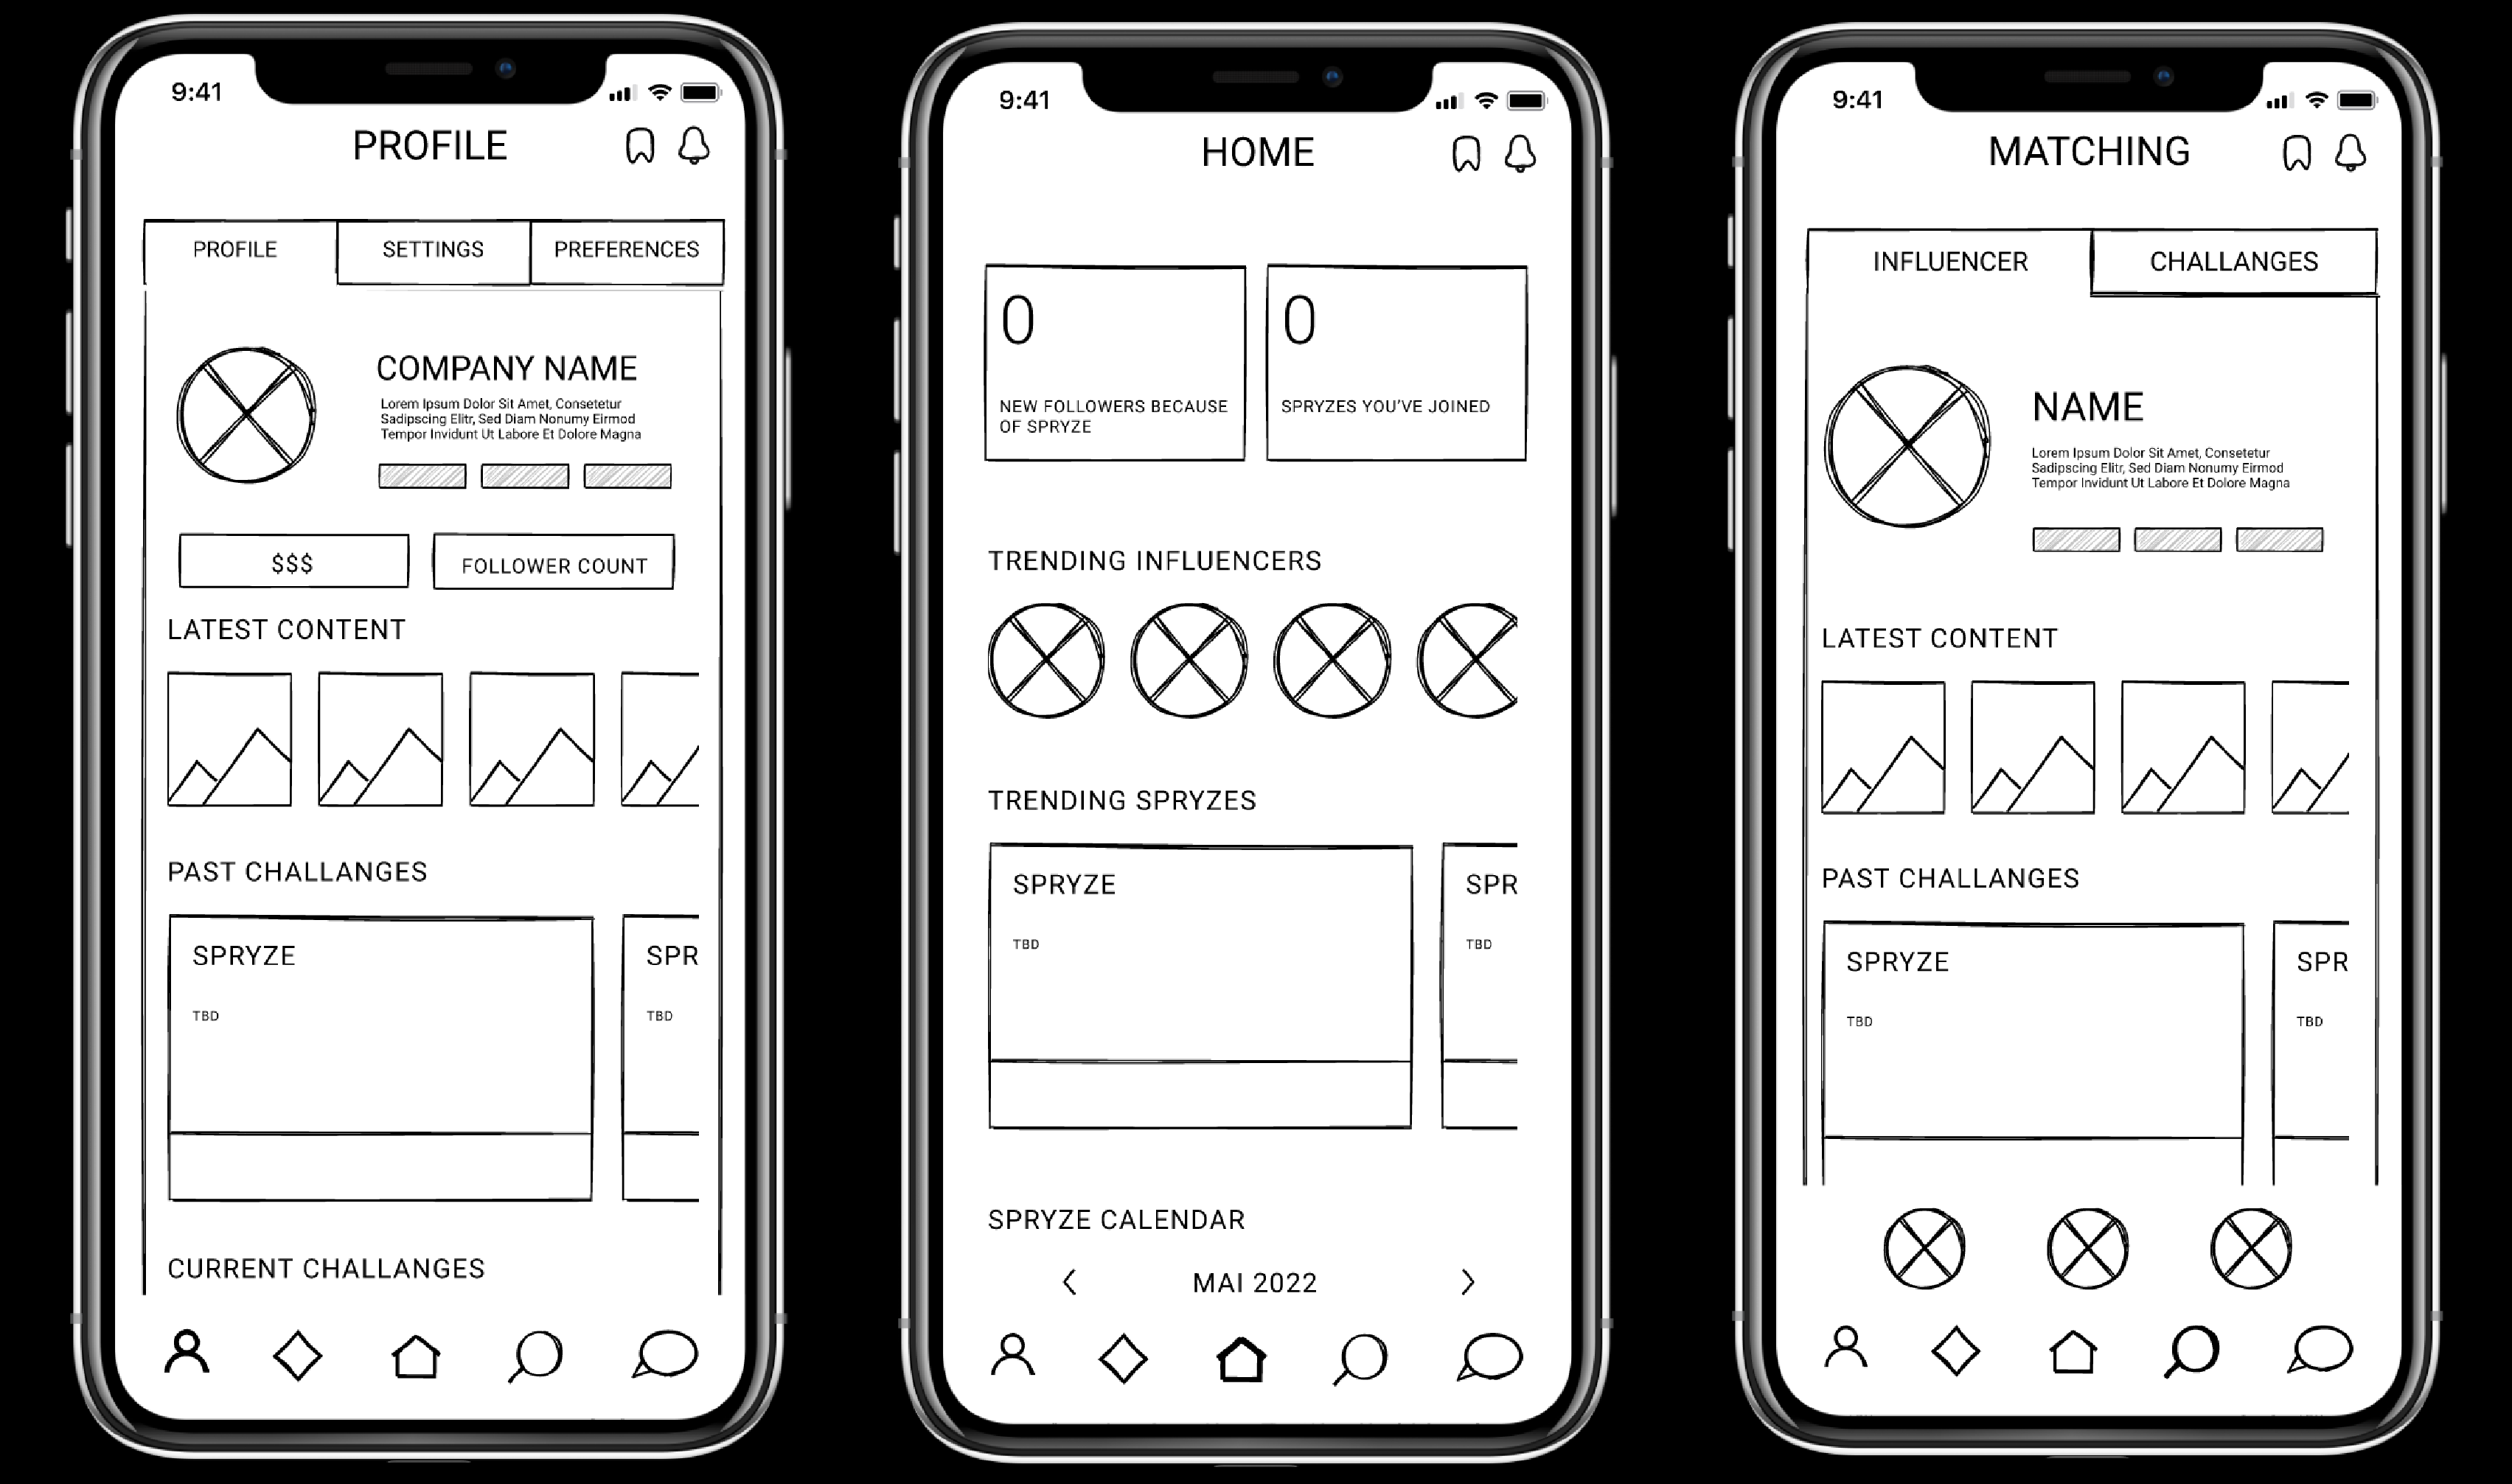 9:41
PROFILE
PROFILE
SETTINGS
PREFERENCES
COMPANY NAME
Lorem Ipsum Dolor Sit Amet, Consetetur
Sadipscing Elitr, Sed Diam Nonumy Eirmod
Tempor Invidunt Ut Labore Et Dolore Magna
$$$
FOLLOWER COUNT
LATEST CONTENT
PAST CHALLANGES
SPRYZE
TBD
SPR
TBD
CURRENT CHALLANGES
9:41
HOME
0
NEW FOLLOWERS BECAUSE
OF SPRYZE
0
SPRYZES YOU'VE JOINED
TRENDING INFLUENCERS
TRENDING SPRYZES
SPRYZE
TBD
SPR
TBD
SPRYZE CALENDAR
MAI 2022
9:41
MATCHING
INFLUENCER
CHALLANGES
NAME
Lorem Ipsum Dolor Sit Amet, Consetetur
Sadipscing Elitr, Sed Diam Nonumy Eirmod
Tempor Invidunt Ut Labore Et Dolore Magna
LATEST CONTENT
PAST CHALLANGES
SPRYZE
TBD
SPR
TBD